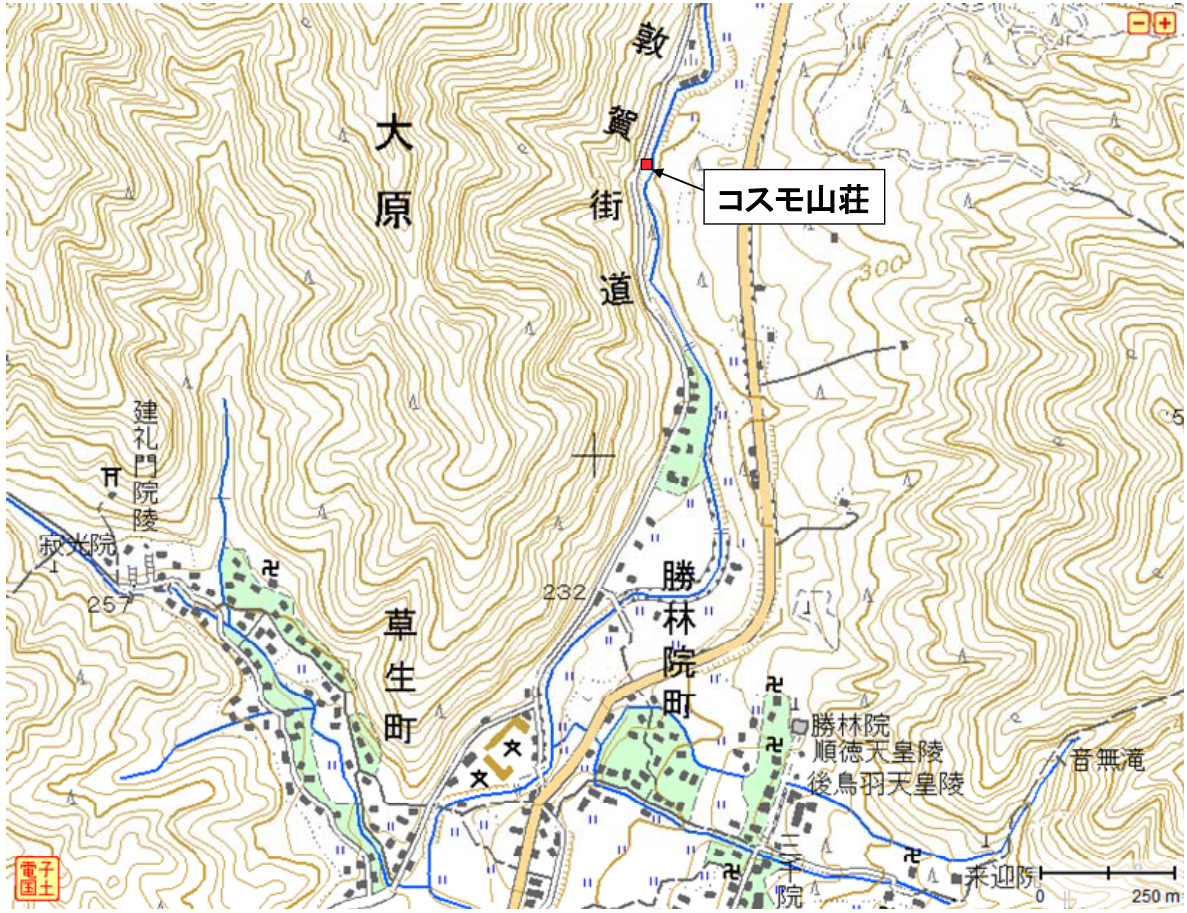 敦賀街道
大原
コスモ山荘
300
建礼門院陵
寂光院
257
232
草生町
勝林院町
文
文
勝林院
順徳天皇陵
後鳥羽天皇陵
音無滝
三千院
来迎院
0
250 m
電子
国土